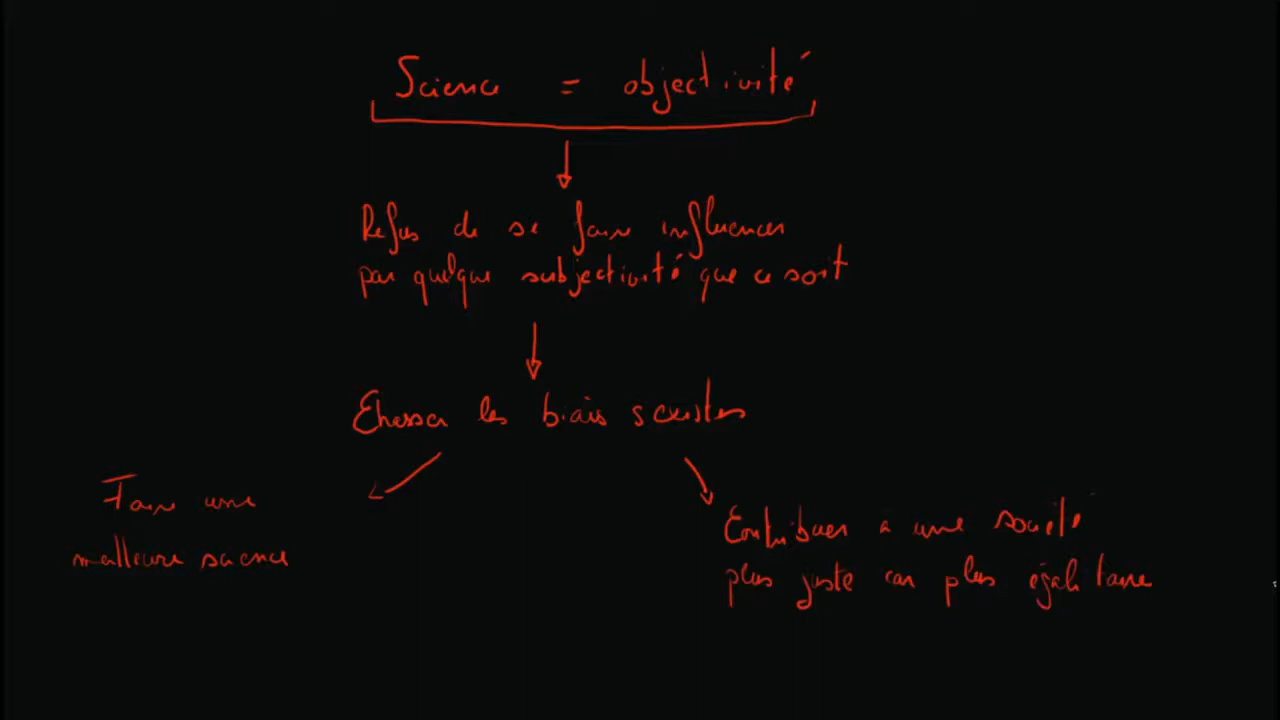 Science = objectivité
Refus de se faire influencer
par quelque subjectivité que ce soit
Chasser les biais sexistes
Faire une
meilleure science
Contribuer à une société
plus juste car plus égalitaire